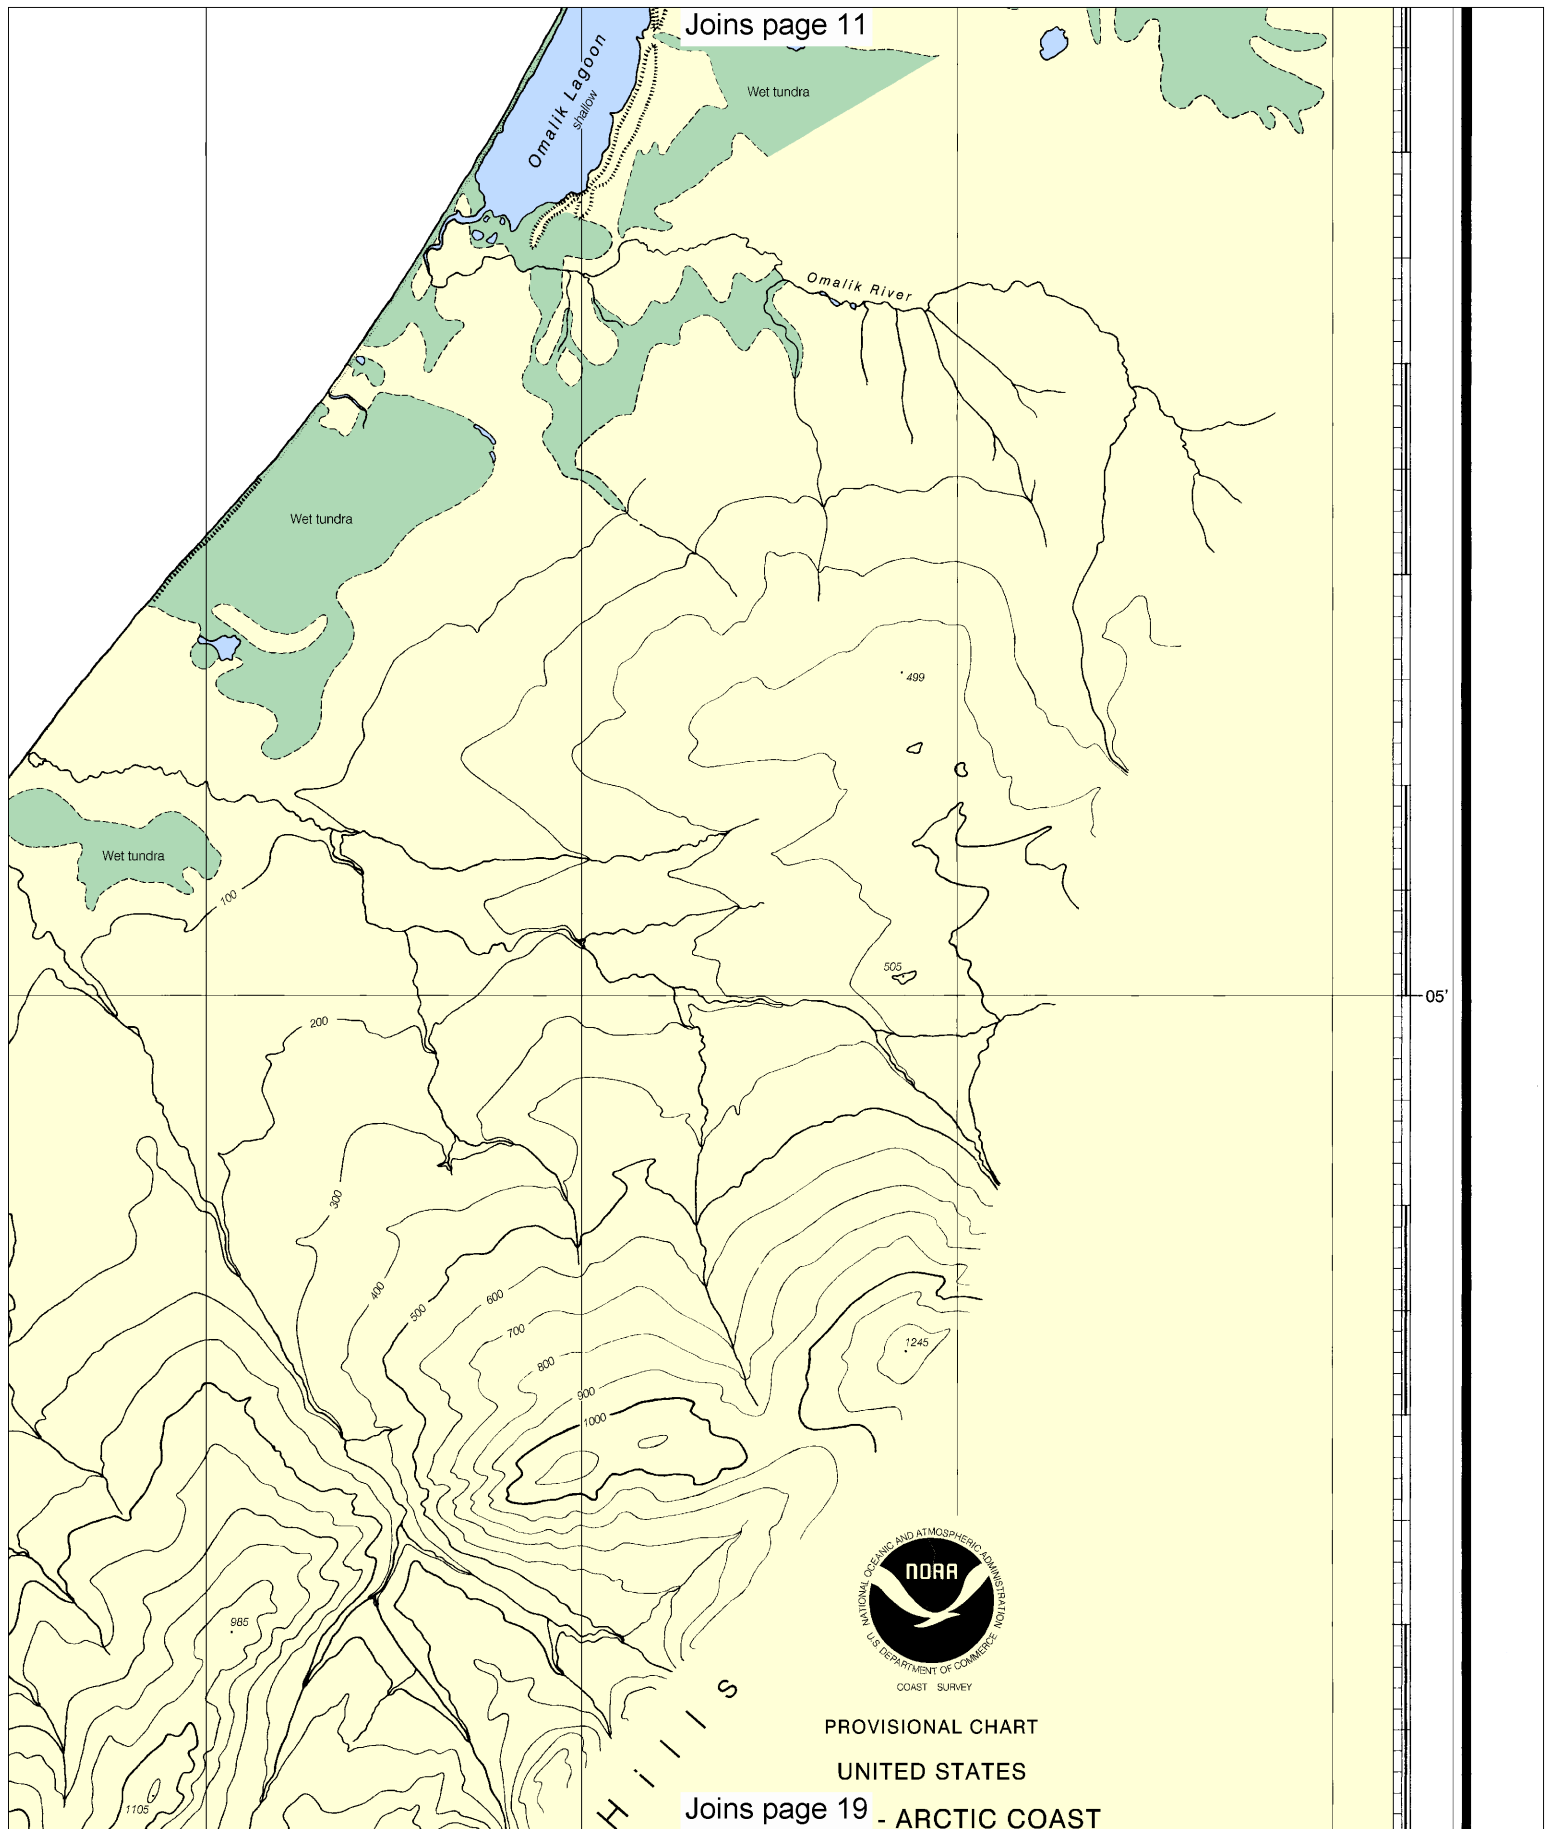 Joins page 11
Omalik Lagoon
shallow
Wet tundra
Omalik River
Wet tundra
499
Wet tundra
100
505
05'
200
300
400
500
600
700
800
900
1000
1245
NATIONAL OCEANIC AND ATMOSPHERIC ADMINISTRATION
NOAA
U.S. DEPARTMENT OF COMMERCE
COAST SURVEY
985
1105
Hills
PROVISIONAL CHART
UNITED STATES
Joins page 19 - ARCTIC COAST